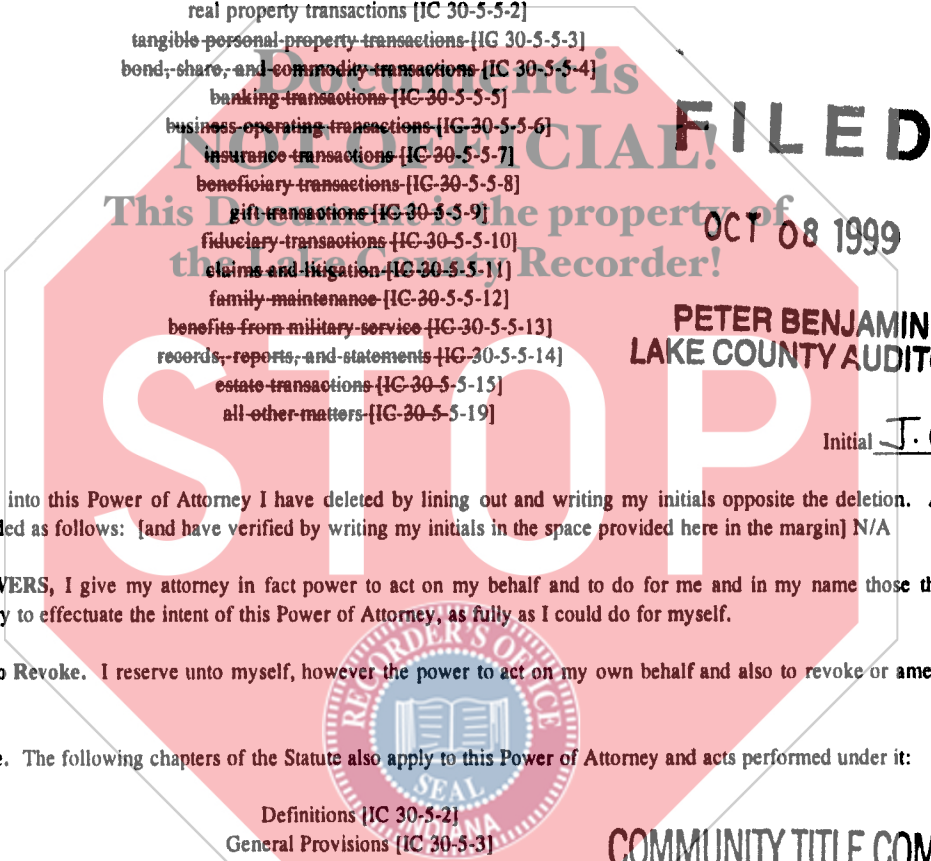 real property transactions [IC 30-5-5-2]
tangible personal property transactions [IC 30-5-5-3]
bond, share, and commodity transactions [IC 30-5-5-4]
banking transactions [IC 30-5-5-5]
business operating transactions [IC 30-5-5-6]
insurance transactions [IC 30-5-5-7]
beneficiary transactions [IC 30-5-5-8]
gift transactions [IC 30-5-5-9]
fiduciary transactions [IC 30-5-5-10]
claims and litigation [IC 30-5-5-11]
family maintenance [IC 30-5-5-12]
benefits from military service [IC 30-5-5-13]
records, reports, and statements [IC 30-5-5-14]
estate transactions [IC 30-5-5-15]
all other matters [IC 30-5-5-19]
Document is
NOT OFFICIAL!
This Document is the property of
the Lake County Recorder!
STOP
FILED
OCT 08 1999
PETER BENJAMIN
LAKE COUNTY AUDITO
Initial J.
into this Power of Attorney I have deleted by lining out and writing my initials opposite the deletion.
ded as follows: [and have verified by writing my initials in the space provided here in the margin] N/A
WERS, I give my attorney in fact power to act on my behalf and to do for me and in my name those th
y to effectuate the intent of this Power of Attorney, as fully as I could do for myself.
o Revoke. I reserve unto myself, however the power to act on my own behalf and also to revoke or ame
e. The following chapters of the Statute also apply to this Power of Attorney and acts performed under it:
RECORDER'S OFFICE
SEAL
INDIANA
Definitions [IC 30-5-2]
General Provisions [IC 30-5-3]
COMMUNITY TITLE COM